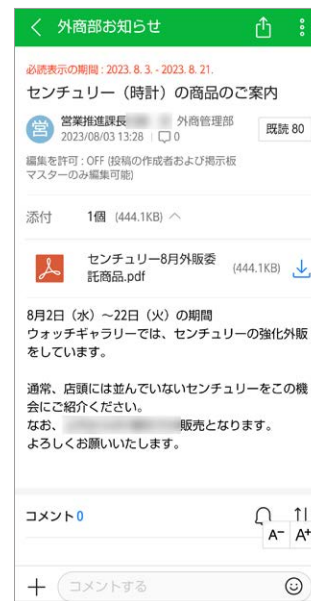 外商部お知らせ
必読表示の期間 : 2023. 8. 3. - 2023. 8. 21.
センチュリー（時計）の商品のご案内
営
営業推進課長 外商管理部
2023/08/03 13:28 0
既読 80
編集を許可 : OFF (投稿の作成者および掲示板
マスターのみ編集可能)
添付 1個 (444.1KB)
センチュリー8月外販委
託商品.pdf
(444.1KB)
8月2日（水）～22日（火）の期間
ウォッチギャラリーでは、センチュリーの強化外販
をしています。
通常、店頭には並んでいないセンチュリーをこの機
会にご紹介ください。
なお、 販売となります。
よろしくお願いいたします。
コメント 0
A- A+
コメントする